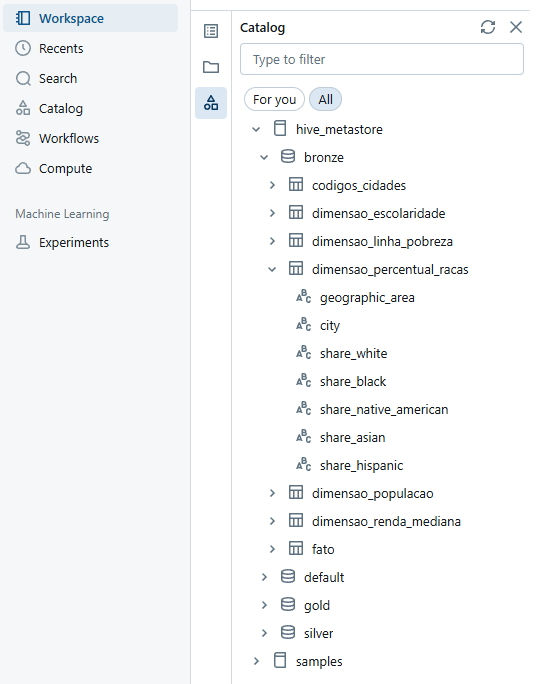 Workspace
Recents
Search
Catalog
Workflows
Compute
Machine Learning
Experiments
Catalog
Type to filter
For you
All
hive_metastore
bronze
codigos_cidades
dimensao_escolaridade
dimensao_linha_pobreza
dimensao_percentual_racas
geographic_area
city
share_white
share_black
share_native_american
share_asian
share_hispanic
dimensao_populacao
dimensao_renda_mediana
fato
default
gold
silver
samples